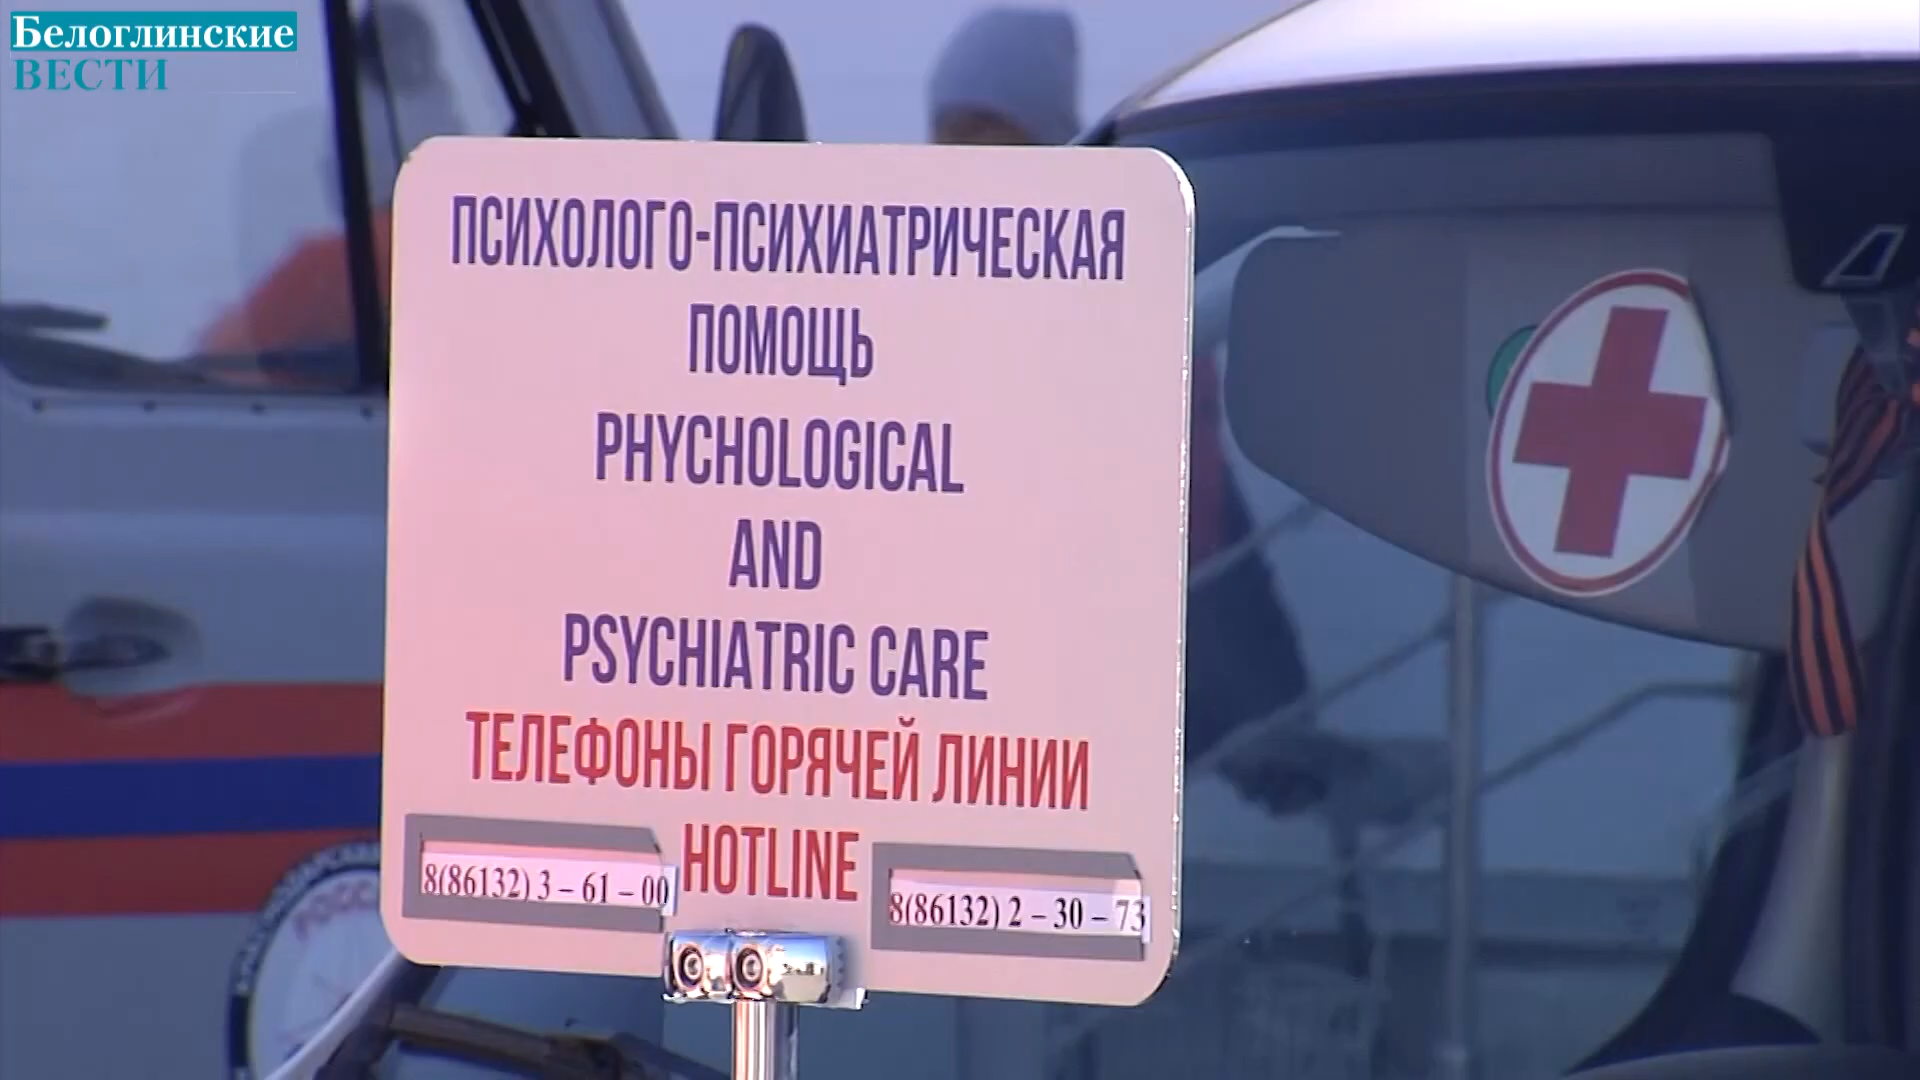 Белоглинские
ВЕСТИ
ПСИХОЛОГО-ПСИХИАТРИЧЕСКАЯ
ПОМОЩЬ
PHYCHOLOGICAL
AND
PSYCHIATRIC CARE
ТЕЛЕФОНЫ ГОРЯЧЕЙ ЛИНИИ
HOTLINE
8(86132) 3 – 61 – 00
8(86132) 2 – 30 – 73